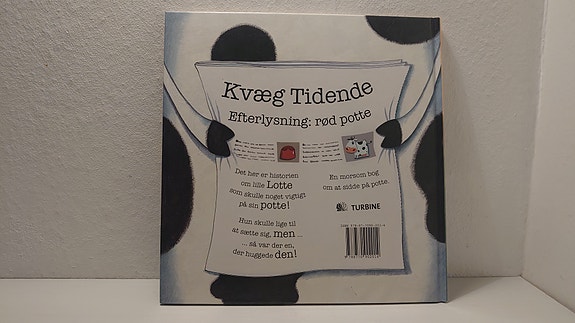 Kvæg Tidende
Efterlysning: rød potte
Det her er historien
om lille Lotte
som skulle noget vigtigt
på sin potte!
Hun skulle lige til
at sætte sig, men ...
... så var der en,
der huggede den!
En morsom bog
om at sidde på potte.
TURBINE